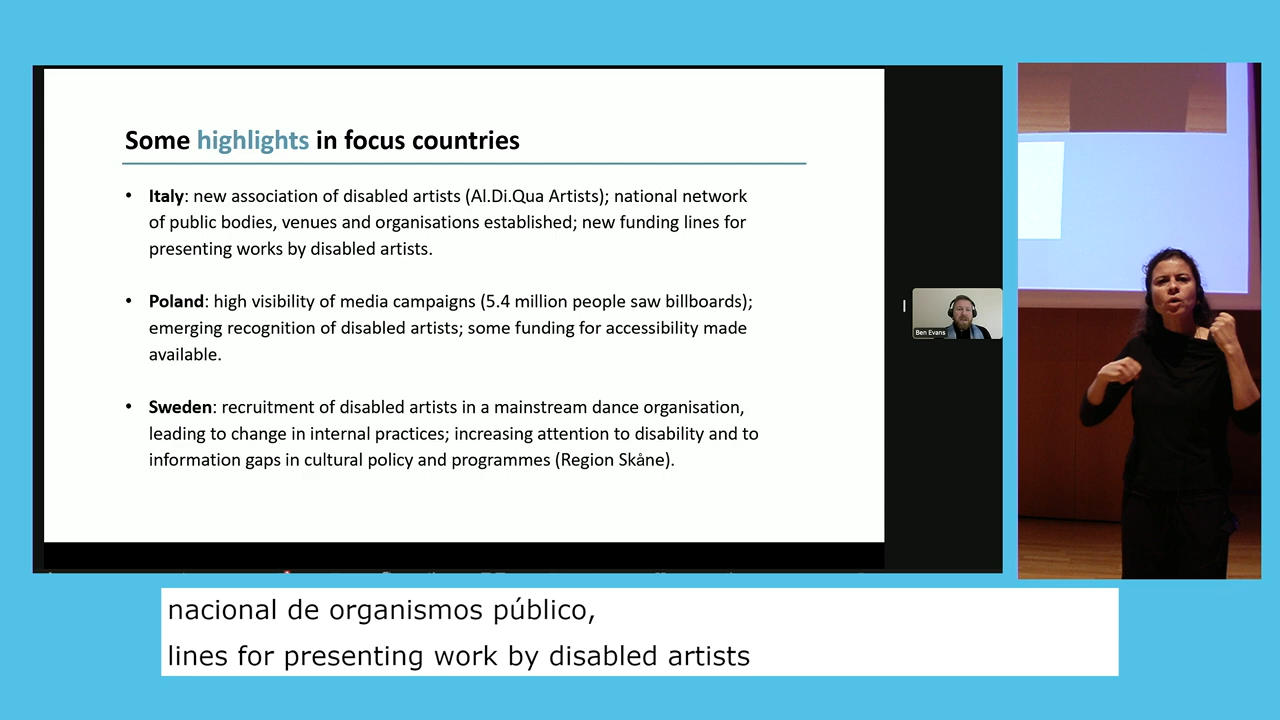 Some highlights in focus countries
• Italy: new association of disabled artists (Al.Di.Qua Artists); national network
of public bodies, venues and organisations established; new funding lines for
presenting works by disabled artists.
• Poland: high visibility of media campaigns (5.4 million people saw billboards);
emerging recognition of disabled artists; some funding for accessibility made
available.
• Sweden: recruitment of disabled artists in a mainstream dance organisation,
leading to change in internal practices; increasing attention to disability and to
information gaps in cultural policy and programmes (Region Skåne).
Ben Evans
nacional de organismos público,
lines for presenting work by disabled artists